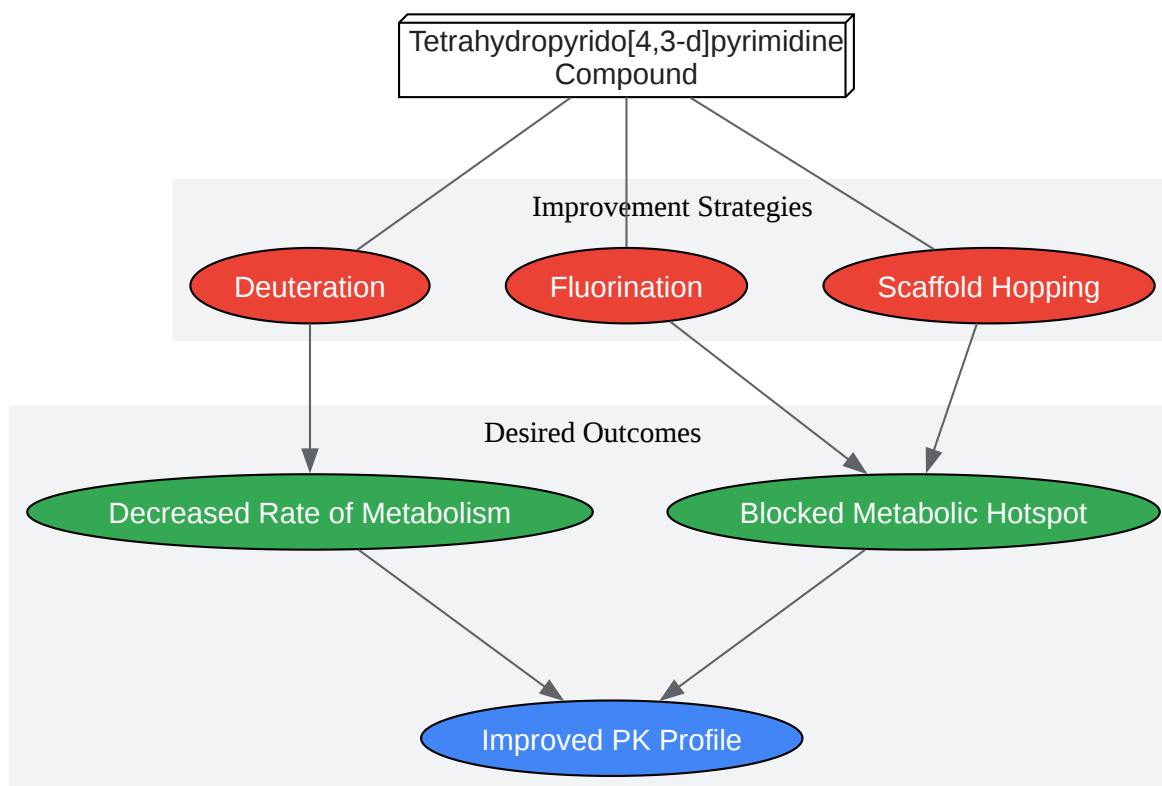 Tetrahydropyrido[4,3-d]pyrimidine
Compound
Improvement Strategies
Deuteration
Fluorination
Scaffold Hopping
Desired Outcomes
Decreased Rate of Metabolism
Blocked Metabolic Hotspot
Improved PK Profile